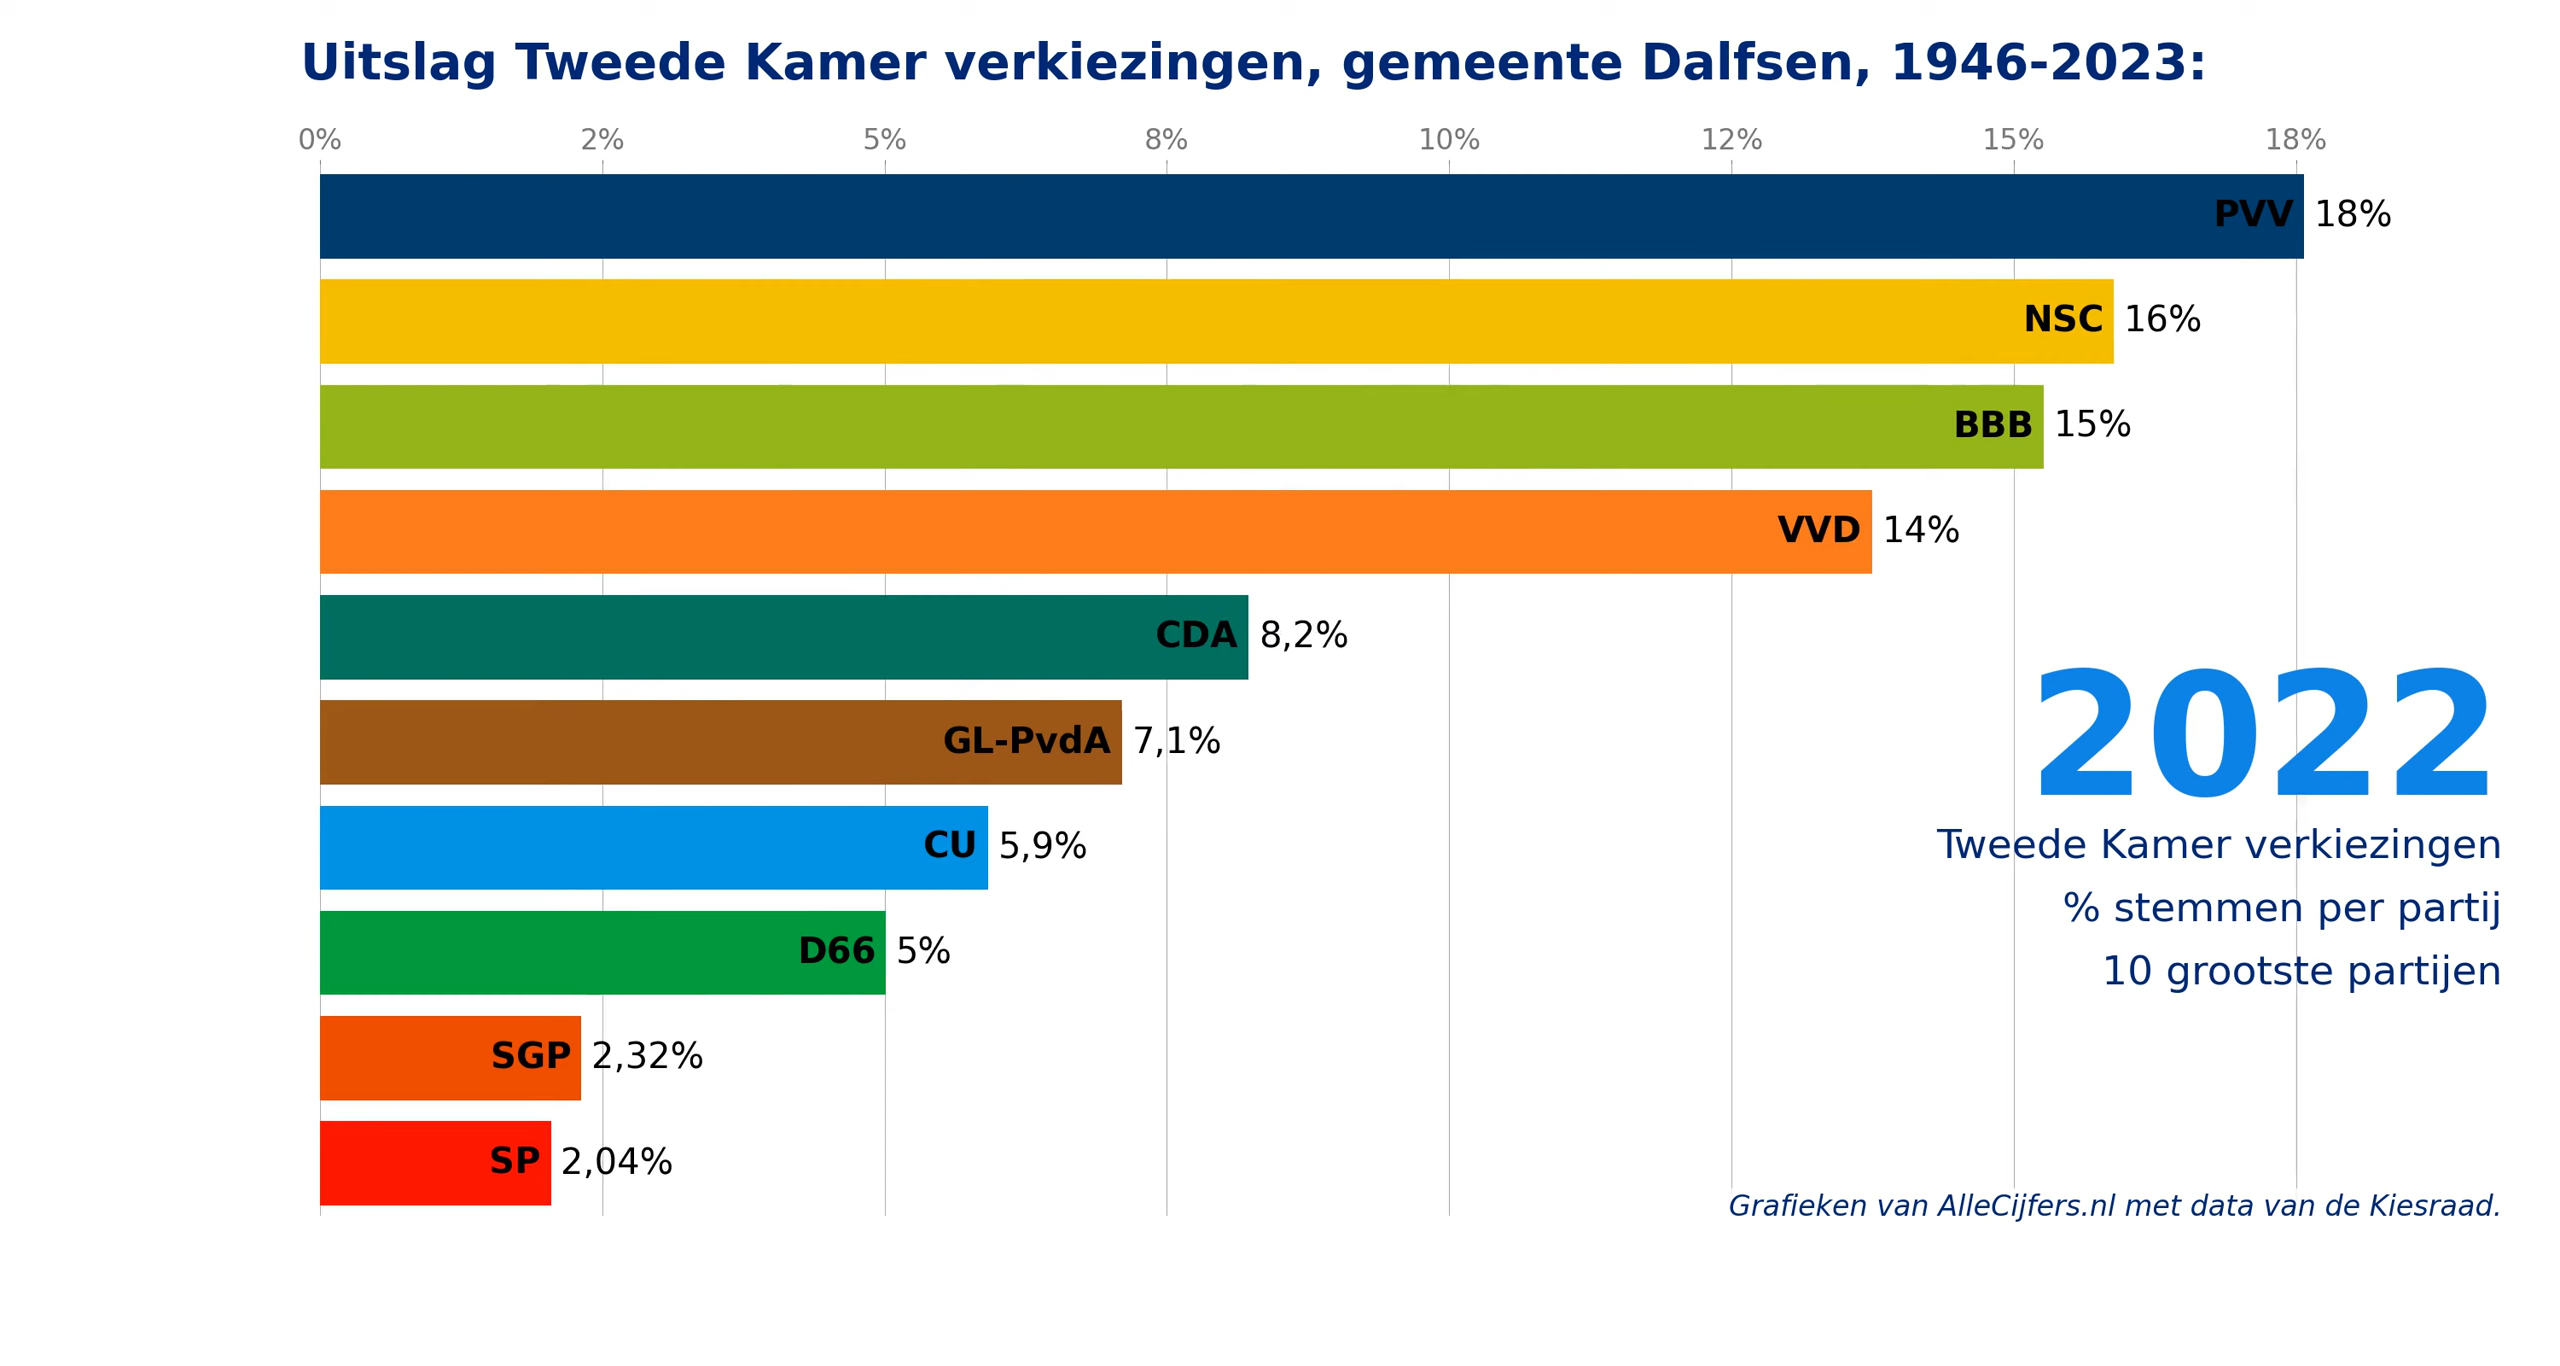 Uitslag Tweede Kamer verkiezingen, gemeente Dalfsen, 1946-2023:
0% 2% 5% 8% 10% 12% 15% 18%
PVV 18%
NSC 16%
BBB 15%
VVD 14%
CDA 8,2%
GL-PvdA 7,1%
CU 5,9%
D66 5%
SGP 2,32%
SP 2,04%
2022
Tweede Kamer verkiezingen
% stemmen per partij
10 grootste partijen
Grafieken van AlleCijfers.nl met data van de Kiesraad.